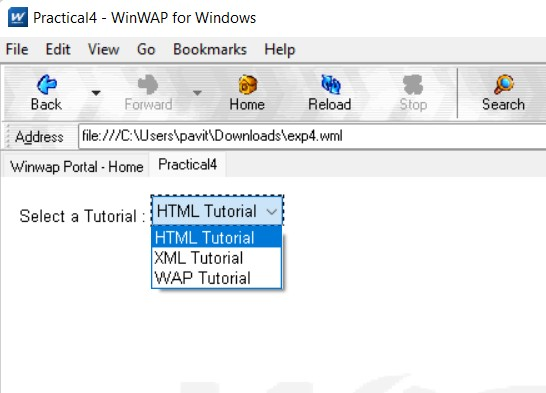 Practical4 - WinWAP for Windows
File Edit View Go Bookmarks Help
Back Forward Home Reload Stop Search
Address file:///C:\Users\pavit\Downloads\exp4.wml
Winwap Portal - Home Practical4
Select a Tutorial : HTML Tutorial
HTML Tutorial
XML Tutorial
WAP Tutorial